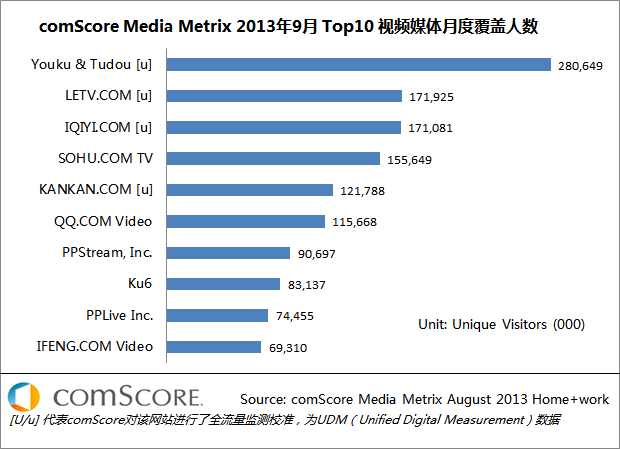 comScore Media Metrix 2013年9月 Top10 视频媒体月度覆盖人数
Youku & Tudou [u] 280,649
LETV.COM [u] 171,925
IQIYI.COM [u] 171,081
SOHU.COM TV 155,649
KANKAN.COM [u] 121,788
QQ.COM Video 115,668
PPStream, Inc. 90,697
Ku6 83,137
PPLive Inc. 74,455
Unit: Unique Visitors (000)
IFENG.COM Video 69,310
comScore.
Source: comScore Media Metrix August 2013 Home+work
[U/u] 代表comScore对该网站进行了全流量监测校准，为UDM（Unified Digital Measurement）数据